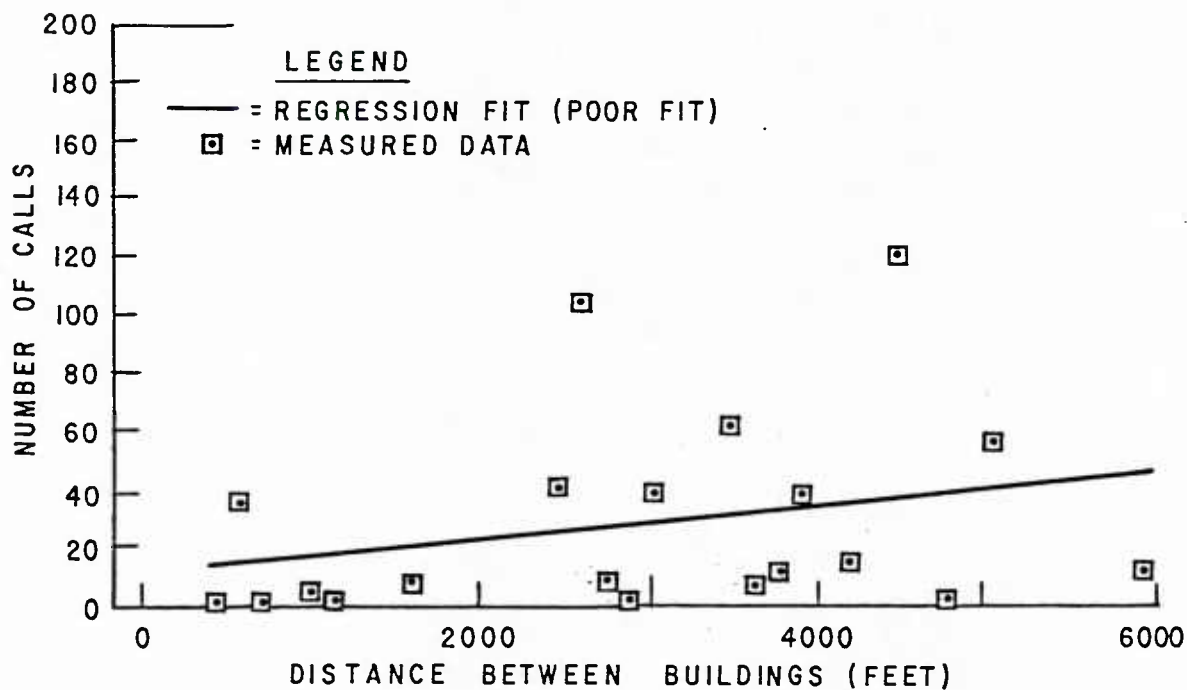 200
180
160
140
120
100
80
60
40
20
0
NUMBER OF CALLS
LEGEND
= REGRESSION FIT (POOR FIT)
= MEASURED DATA
0 2000 4000 6000
DISTANCE BETWEEN BUILDINGS (FEET)